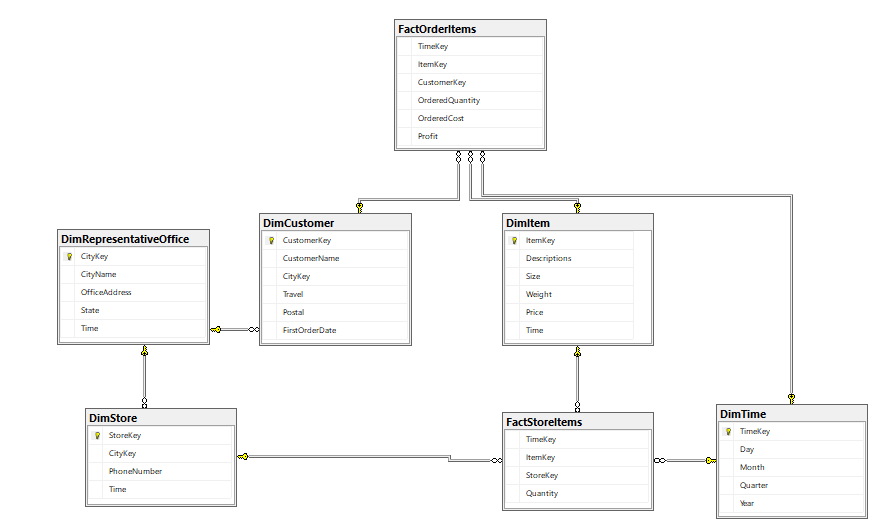 FactOrderItems
TimeKey
ItemKey
CustomerKey
OrderedQuantity
OrderedCost
Profit
DimCustomer
CustomerKey
CustomerName
CityKey
Travel
Postal
FirstOrderDate
DimItem
ItemKey
Descriptions
Size
Weight
Price
Time
DimRepresentativeOffice
CityKey
CityName
OfficeAddress
State
Time
DimStore
StoreKey
CityKey
PhoneNumber
Time
FactStoreItems
TimeKey
ItemKey
StoreKey
Quantity
DimTime
TimeKey
Day
Month
Quarter
Year